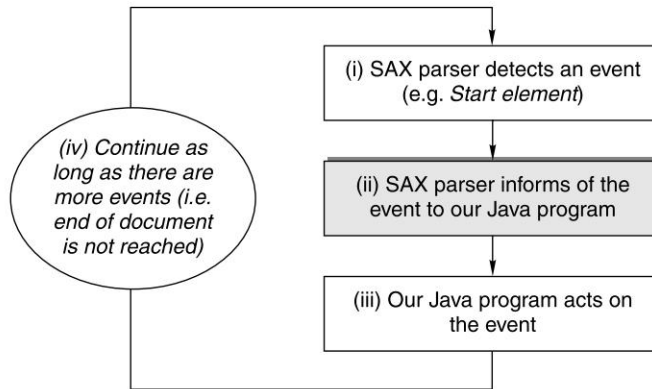 (i) SAX parser detects an event
(e.g. Start element)
(iv) Continue as
long as there are
more events (i.e.
end of document
is not reached)
(ii) SAX parser informs of the
event to our Java program
(iii) Our Java program acts on
the event